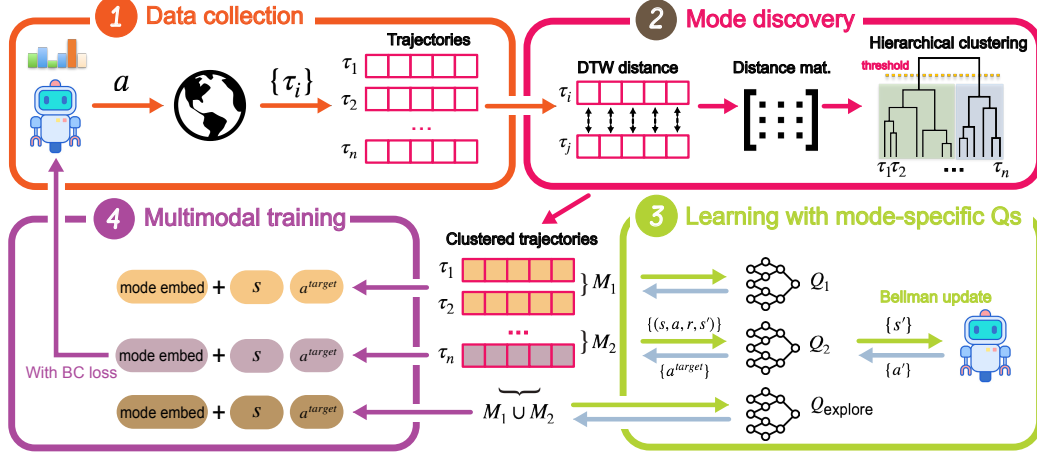 1 Data collection
a
{τi}
Trajectories
τ1
τ2
...
τn
2 Mode discovery
DTW distance
τi
τj
Distance mat.
Hierarchical clustering
threshold
τ1τ2 ... τn
4 Multimodal training
mode embed + s a^target
mode embed + s a^target
mode embed + s a^target
With BC loss
Clustered trajectories
τ1
τ2
...
τn
} M1
} M2
M1 ∪ M2
3 Learning with mode-specific Qs
{(s, a, r, s')}
{a^target}
Q1
Q2
Qexplore
Bellman update
{s'}
{a'}